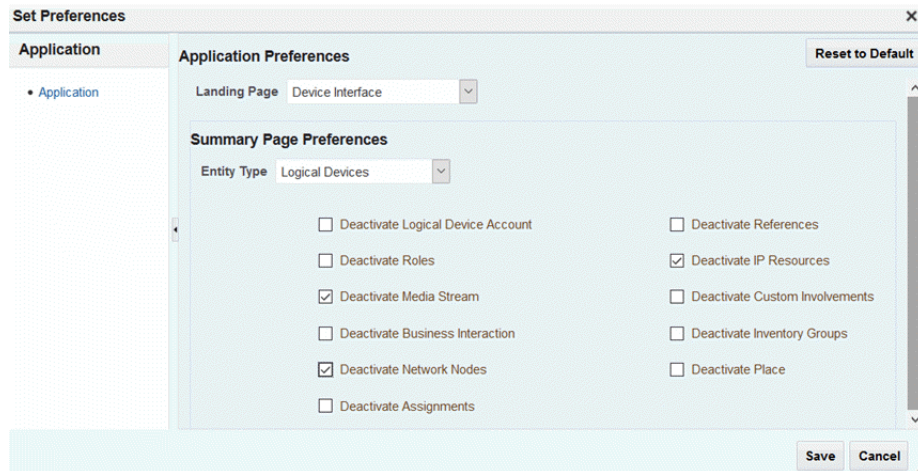 Set Preferences
Application
• Application
Application Preferences
Reset to Default
Landing Page Device Interface
Summary Page Preferences
Entity Type Logical Devices
Deactivate Logical Device Account
Deactivate References
Deactivate Roles
Deactivate IP Resources
Deactivate Media Stream
Deactivate Custom Involvements
Deactivate Business Interaction
Deactivate Inventory Groups
Deactivate Network Nodes
Deactivate Place
Deactivate Assignments
Save Cancel